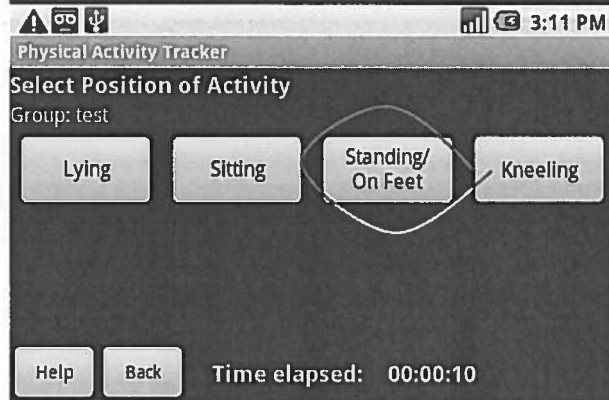 3:11 PM
Physical Activity Tracker
Select Position of Activity
Group: test
Lying
Sitting
Standing/
On Feet
Kneeling
Help
Back
Time elapsed: 00:00:10